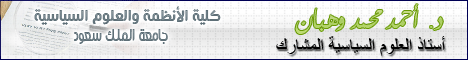 د. أحمد محمد وهبان
أستاذ العلوم السياسية المشارك
كلية الأنظمة والعلوم السياسية
جامعة الملك سعود